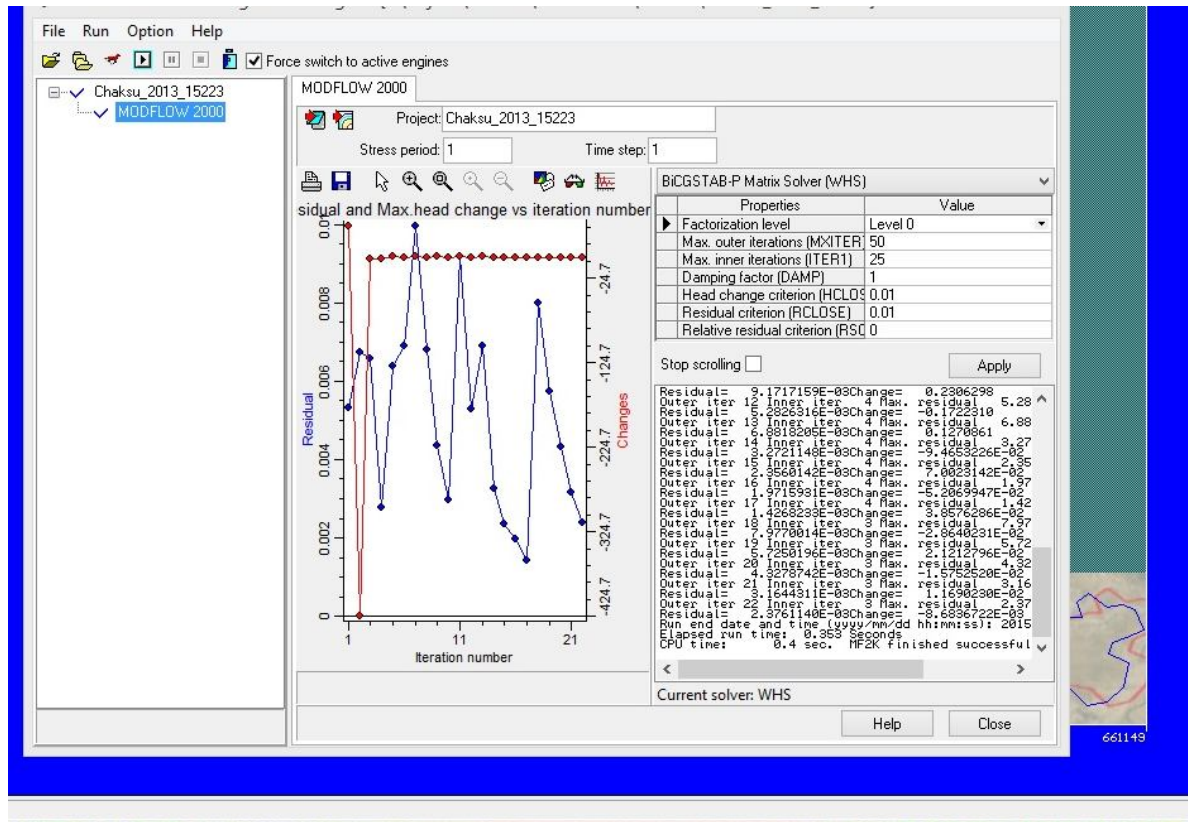 File Run Option Help
Force switch to active engines
Chaksu_2013_15223
MODFLOW 2000
MODFLOW 2000
Project: Chaksu_2013_15223
Stress period: 1 Time step: 1
BiCGSTAB-P Matrix Solver (WHS)
sidual and Max.head change vs iteration number
Properties Value
Factorization level Level 0
Max. outer iterations (MXITER) 50
Max. inner iterations (ITER1) 25
Damping factor (DAMP) 1
Head change criterion (HCLOS 0.01
Residual criterion (RCLOSE) 0.01
Relative residual criterion (RSC 0
Stop scrolling Apply
0.0
0.008
0.006
0.004
0.002
0
Residual
-24.7
-124.7
-224.7
-324.7
-424.7
Changes
1 11 21
Iteration number
Residual= 9.1717159E-03Change= 0.2306298
Outer iter 12 Inner iter 4 Max. residual 5.28
Residual= 5.2826316E-03Change= -0.1722310
Outer iter 13 Inner iter 4 Max. residual 6.88
Residual= 6.8818205E-03Change= 0.1270861
Outer iter 14 Inner iter 4 Max. residual 3.27
Residual= 3.2721148E-03Change= -9.4653226E-02
Outer iter 15 Inner iter 4 Max. residual 2.35
Residual= 2.3560142E-03Change= 7.0023142E-02
Outer iter 16 Inner iter 4 Max. residual 1.97
Residual= 1.9715931E-03Change= -5.2069947E-02
Outer iter 17 Inner iter 4 Max. residual 1.42
Residual= 1.4268233E-03Change= 3.8576286E-02
Outer iter 18 Inner iter 3 Max. residual 7.97
Residual= 7.9770014E-03Change= -2.8640231E-02
Outer iter 19 Inner iter 3 Max. residual 5.72
Residual= 5.7250196E-03Change= 2.1212796E-02
Outer iter 20 Inner iter 3 Max. residual 4.32
Residual= 4.3278742E-03Change= -1.5752520E-02
Outer iter 21 Inner iter 3 Max. residual 3.16
Residual= 3.1644311E-03Change= 1.1690230E-02
Outer iter 22 Inner iter 3 Max. residual 2.37
Residual= 2.3761140E-03Change= -8.6836722E-03
Run end date and time (yyyy/mm/dd hh:mm:ss): 2015
Elapsed run time: 0.353 Seconds
CPU time: 0.4 sec. MF2K finished successful
Current solver: WHS
Help Close
661149